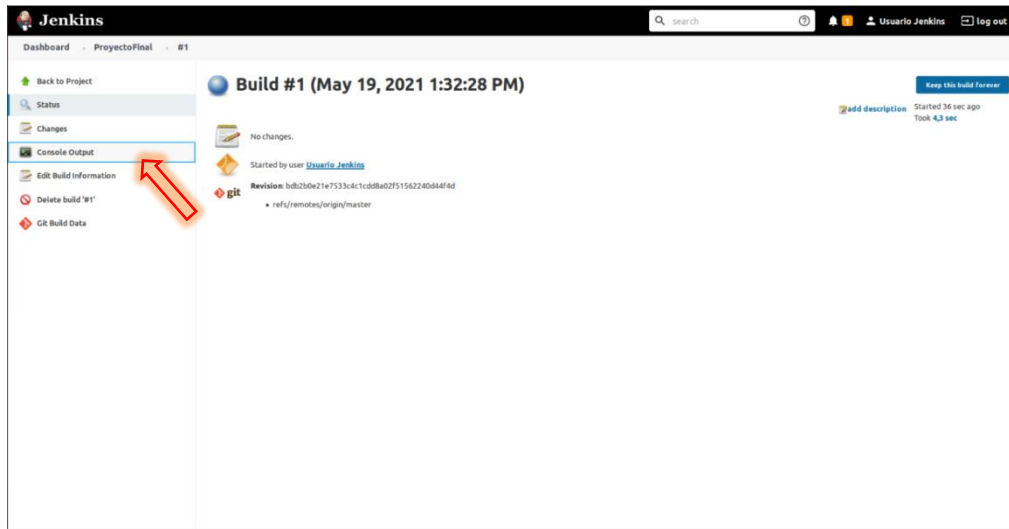 Jenkins
search
1
Usuario Jenkins
log out
Dashboard
ProyectoFinal
#1
Back to Project
Status
Changes
Console Output
Edit Build Information
Delete build '#1'
Git Build Data
Build #1 (May 19, 2021 1:32:28 PM)
Keep this build forever
add description
Started 36 sec ago
Took 4,3 sec
No changes.
Started by user Usuario Jenkins
git
Revision: bdb2b0e21e7533c4c1cdd8a02f51562240d44f4d
• refs/remotes/origin/master